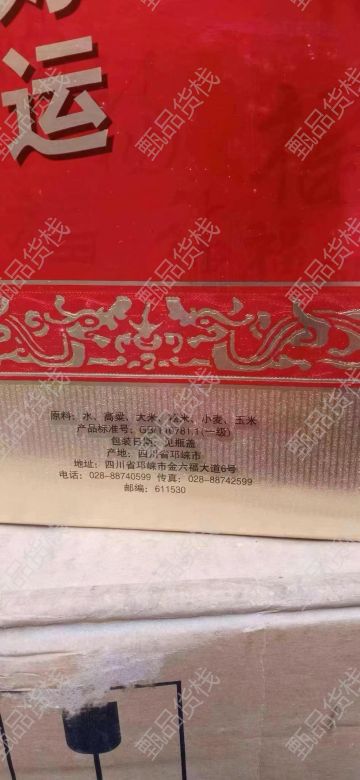 运
原料：水、高粱、大米、糯米、小麦、玉米
产品标准号：GB/T10781.1(一级)
包装日期：见瓶盖
产地：四川省邛崃市
地址：四川省邛崃市金六福大道6号
电话：028-88740599 传真：028-88742599
邮编：611530
甄品货栈